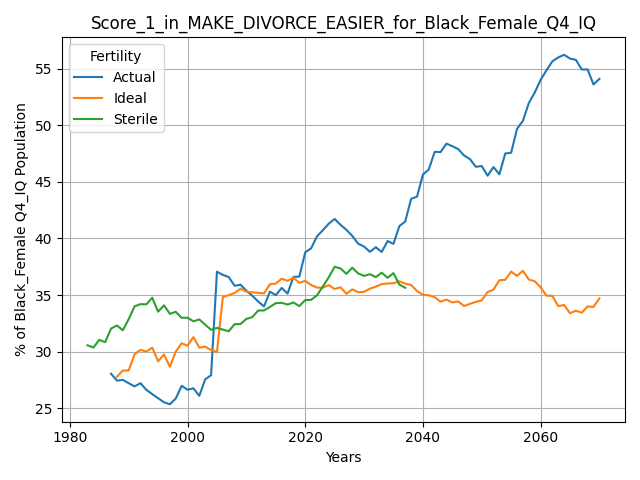 Score_1_in_MAKE_DIVORCE_EASIER_for_Black_Female_Q4_IQ
% of Black_Female Q4_IQ Population
Fertility
Actual
Ideal
Sterile
55
50
45
40
35
30
25
1980
2000
2020
2040
2060
Years